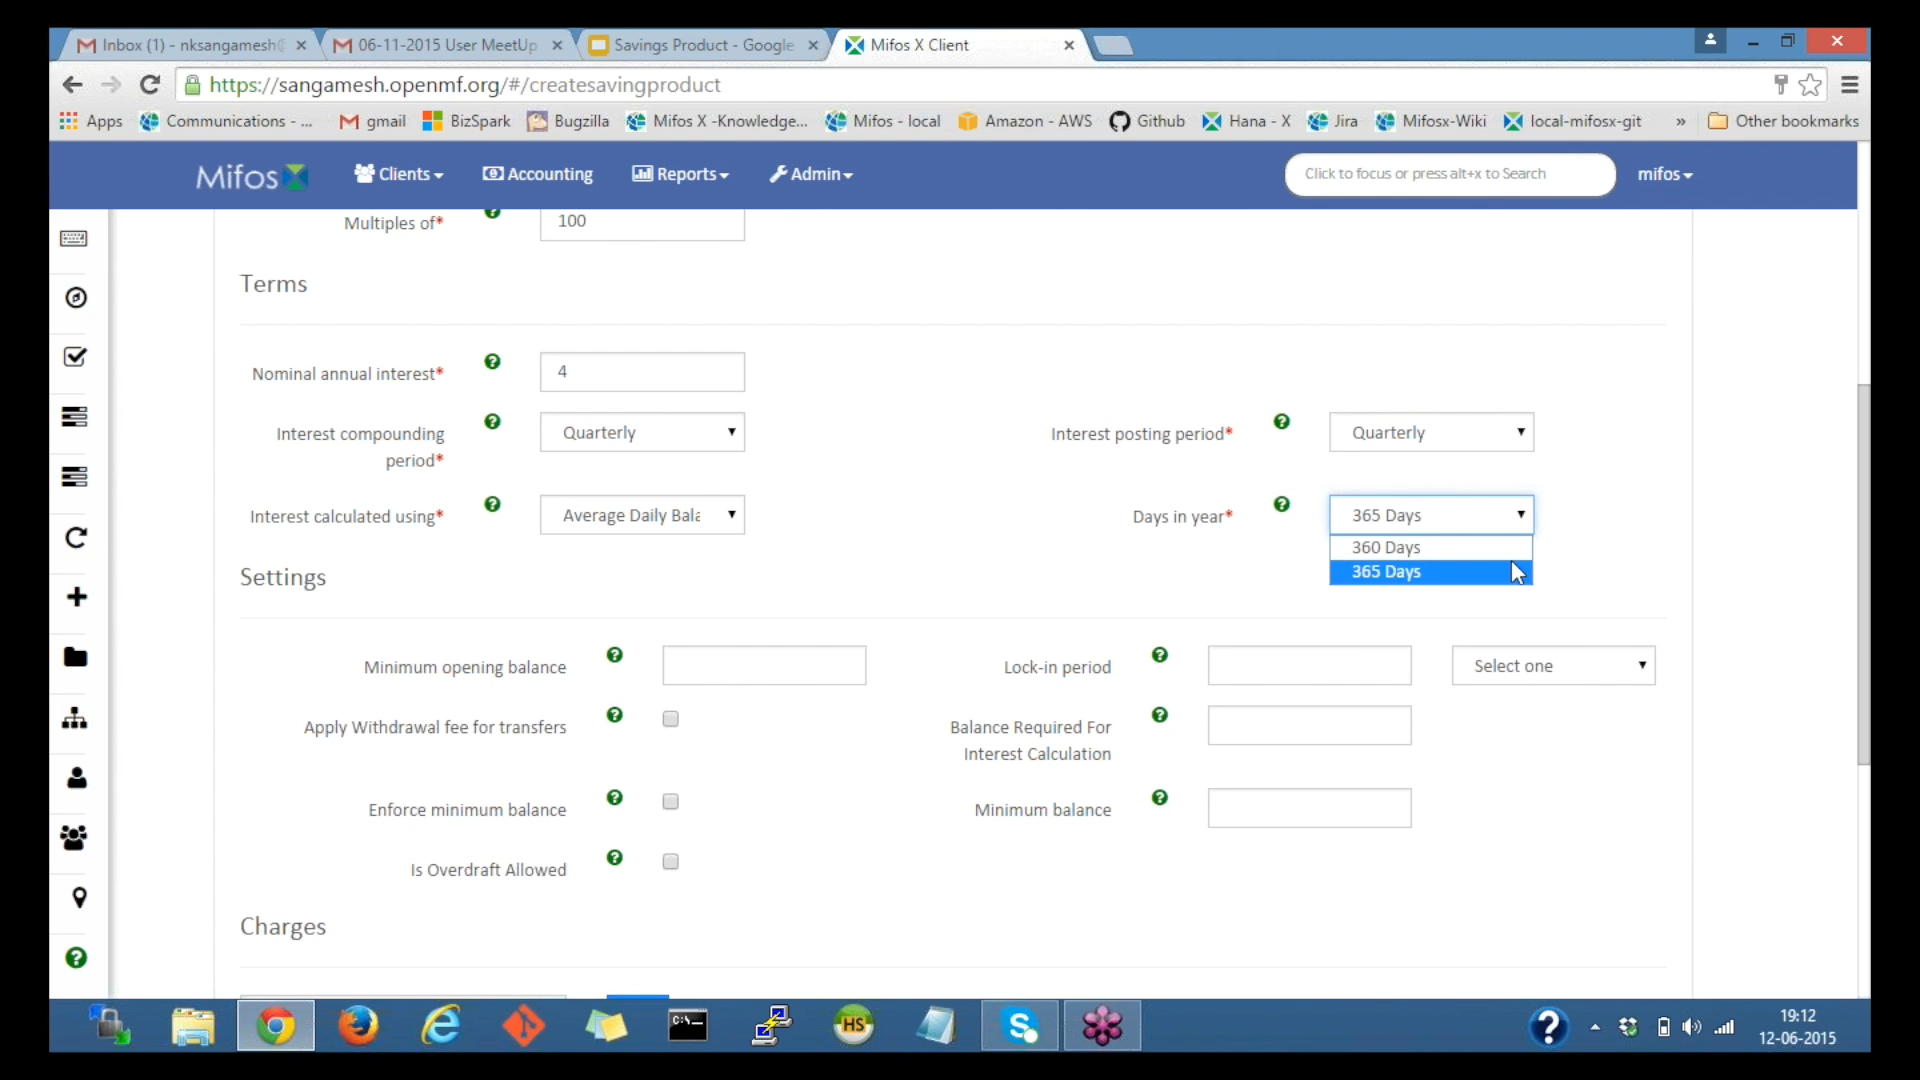 Inbox (1) - nksangamesh@
06-11-2015 User MeetUp
Savings Product - Google
Mifos X Client
https://sangamesh.openmf.org/#/createsavingproduct
Apps
Communications - ...
gmail
BizSpark
Bugzilla
Mifos X -Knowledge...
Mifos - local
Amazon - AWS
Github
Hana - X
Jira
Mifosx-Wiki
local-mifosx-git
»
Other bookmarks
Mifos
Clients
Accounting
Reports
Admin
Click to focus or press alt+x to Search
mifos
Multiples of*
100
Terms
Nominal annual interest*
4
Interest compounding
period*
Quarterly
Interest posting period*
Quarterly
Interest calculated using*
Average Daily Bala
Days in year*
365 Days
360 Days
365 Days
Settings
Minimum opening balance
Lock-in period
Select one
Apply Withdrawal fee for transfers
Balance Required For
Interest Calculation
Enforce minimum balance
Minimum balance
Is Overdraft Allowed
Charges
C:\_
HS
19:12
12-06-2015